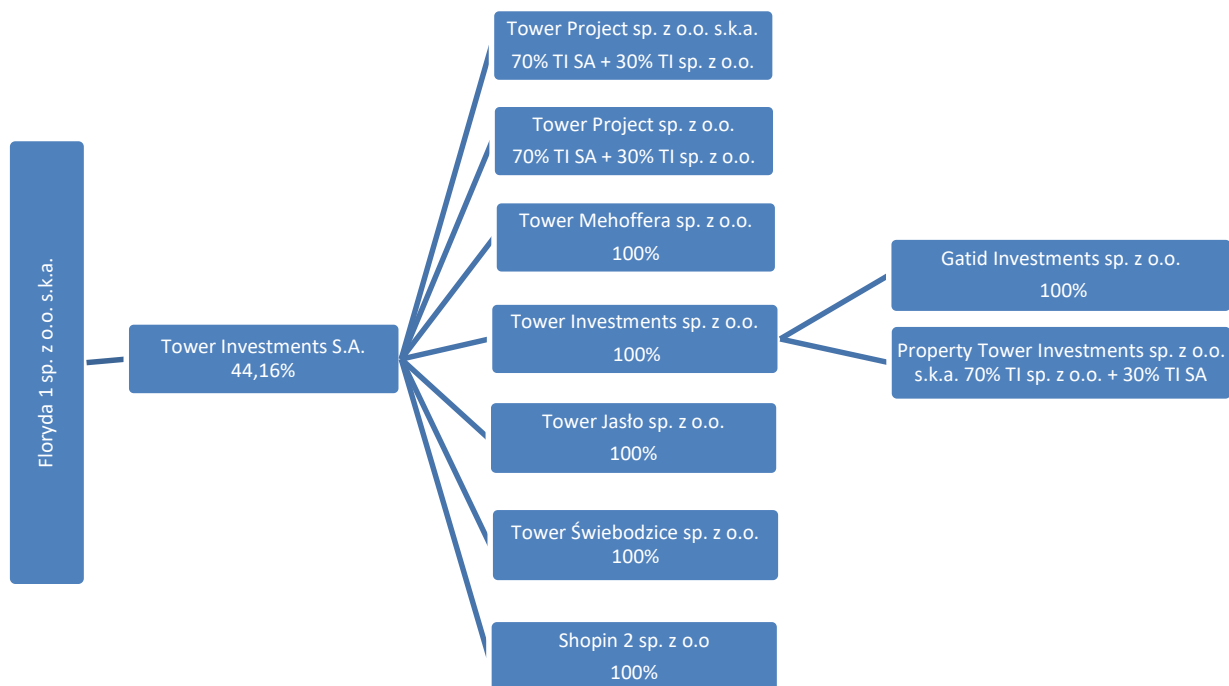 Floryda 1 sp. z o.o. s.k.a.
Tower Investments S.A.
44,16%
Tower Project sp. z o.o. s.k.a.
70% TI SA + 30% TI sp. z o.o.
Tower Project sp. z o.o.
70% TI SA + 30% TI sp. z o.o.
Tower Mehoffera sp. z o.o.
100%
Tower Investments sp. z o.o.
100%
Tower Jasło sp. z o.o.
100%
Tower Świebodzice sp. z o.o.
100%
Shopin 2 sp. z o.o
100%
Gatid Investments sp. z o.o.
100%
Property Tower Investments sp. z o.o.
s.k.a. 70% TI sp. z o.o. + 30% TI SA